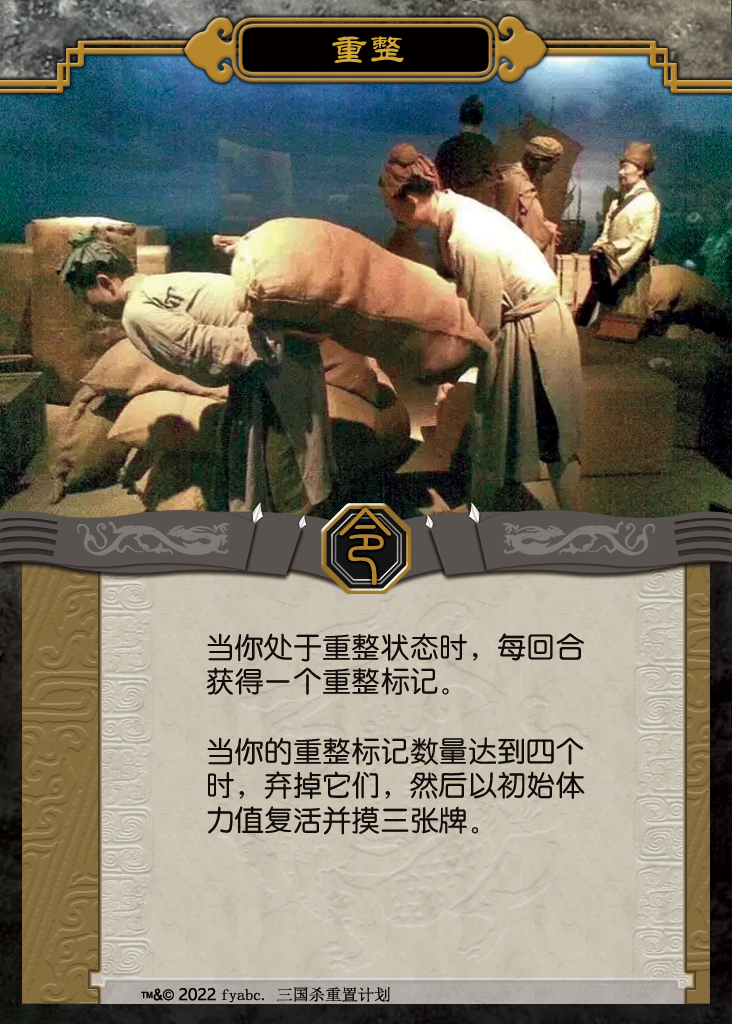 重整
令
当你处于重整状态时，每回合
获得一个重整标记。
当你的重整标记数量达到四个
时，弃掉它们，然后以初始体
力值复活并摸三张牌。
™&© 2022 fyabc. 三国杀重置计划